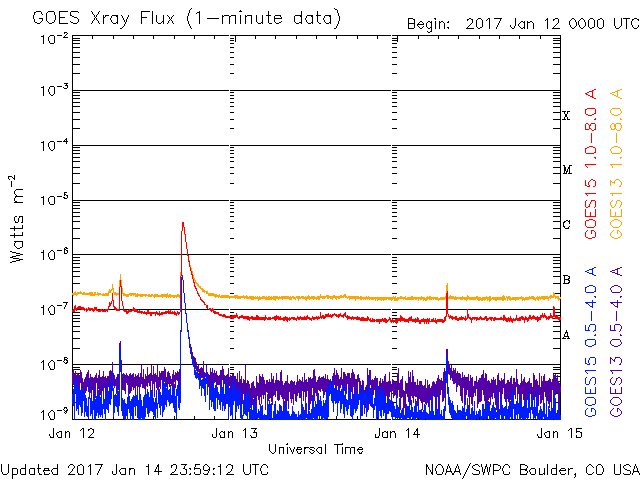 GOES Xray Flux (1-minute data)
Begin: 2017 Jan 12 0000 UTC
Watts m-2
10-2
10-3
10-4
10-5
10-6
10-7
10-8
10-9
X
M
C
B
A
GOES15 1.0-8.0 A
GOES13 1.0-8.0 A
GOES15 0.5-4.0 A
GOES13 0.5-4.0 A
Jan 12
Jan 13
Jan 14
Jan 15
Universal Time
Updated 2017 Jan 14 23:59:12 UTC
NOAA/SWPC Boulder, CO USA